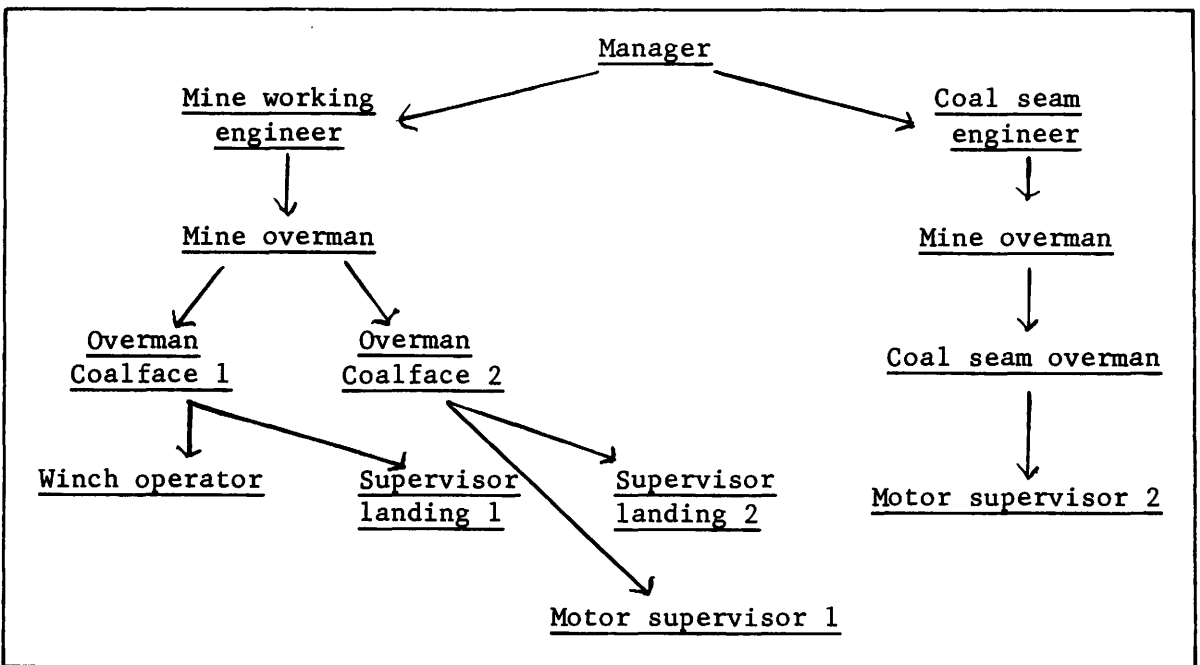 Manager
Mine working
engineer
Coal seam
engineer
Mine overman
Mine overman
Overman
Coalface 1
Overman
Coalface 2
Coal seam overman
Winch operator
Supervisor
landing 1
Supervisor
landing 2
Motor supervisor 2
Motor supervisor 1